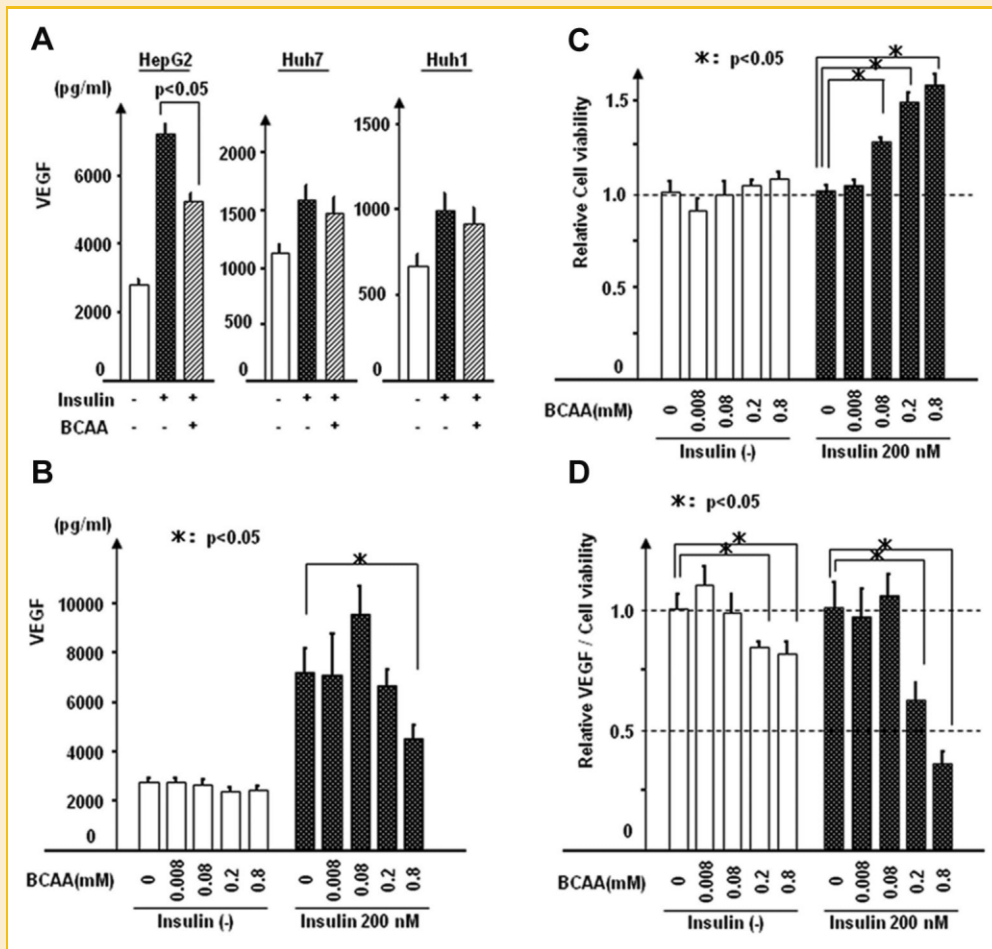 A
HepG2
Huh7
Huh1
(pg/ml)
p<0.05
VEGF
6000
4000
2000
0
2000
1500
1000
500
0
1500
1000
500
0
Insulin - + + - + + - + +
BCAA - - + - - + - - +
B
(pg/ml)
*: p<0.05
*
VEGF
10000
8000
6000
4000
2000
0
BCAA(mM) 0 0.008 0.08 0.2 0.8 0 0.008 0.08 0.2 0.8
Insulin (-) Insulin 200 nM
C
*: p<0.05
*
*
*
Relative Cell viability
1.5
1.0
0.5
0
BCAA(mM) 0 0.008 0.08 0.2 0.8 0 0.008 0.08 0.2 0.8
Insulin (-) Insulin 200 nM
D
*: p<0.05
* *
* *
Relative VEGF / Cell viability
1.0
0.5
0
BCAA(mM) 0 0.008 0.08 0.2 0.8 0 0.008 0.08 0.2 0.8
Insulin (-) Insulin 200 nM